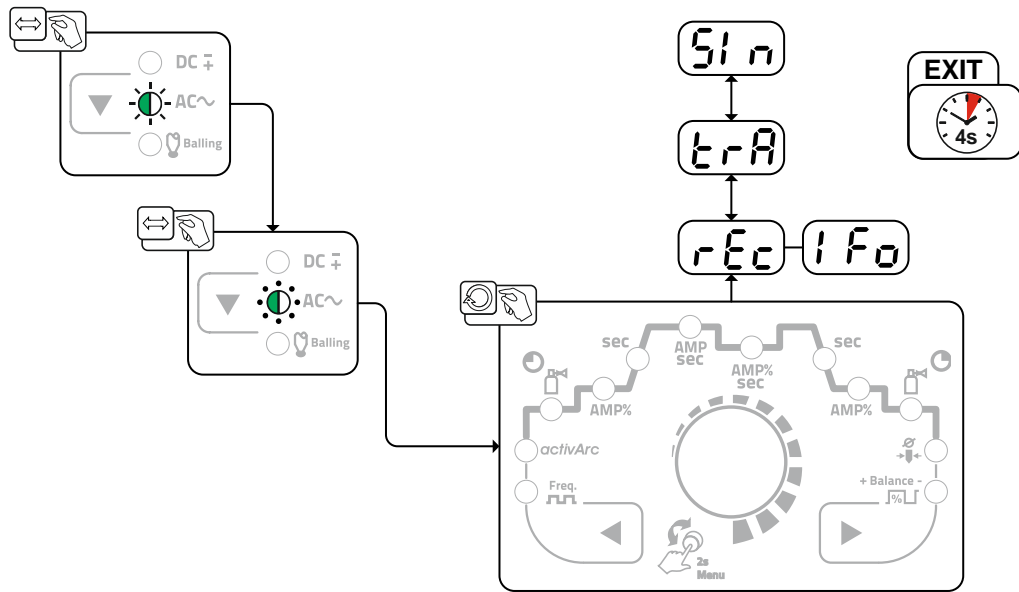 DC
AC
Balling
DC
AC
Balling
SIn
trA
rEc
IFo
EXIT
4s
sec
AMP
sec
AMP%
sec
sec
AMP%
AMP%
activArc
Freq.
+ Balance -
%
2s
Menu